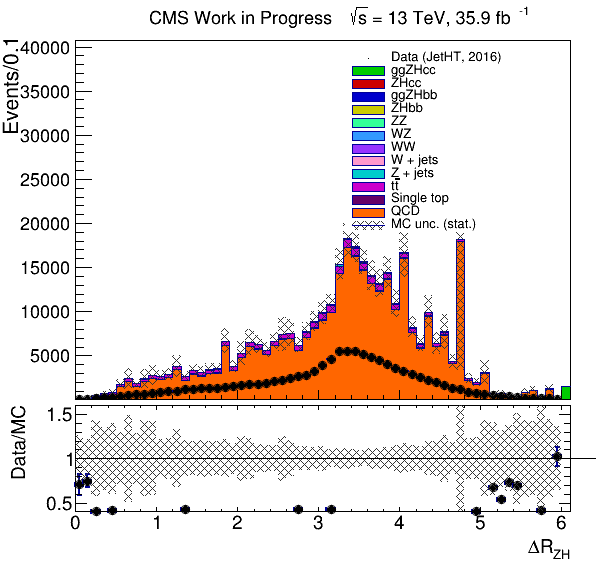 CMS Work in Progress √s = 13 TeV, 35.9 fb⁻¹
Events/0.1
40000
35000
30000
25000
20000
15000
10000
5000
Data (JetHT, 2016)
ggZHcc
ZHcc
ggZHbb
ZHbb
ZZ
WZ
WW
W + jets
Z + jets
tt̅
Single top
QCD
MC unc. (stat.)
Data/MC
1.5
1
0.5
0 1 2 3 4 5 6
ΔR_ZH